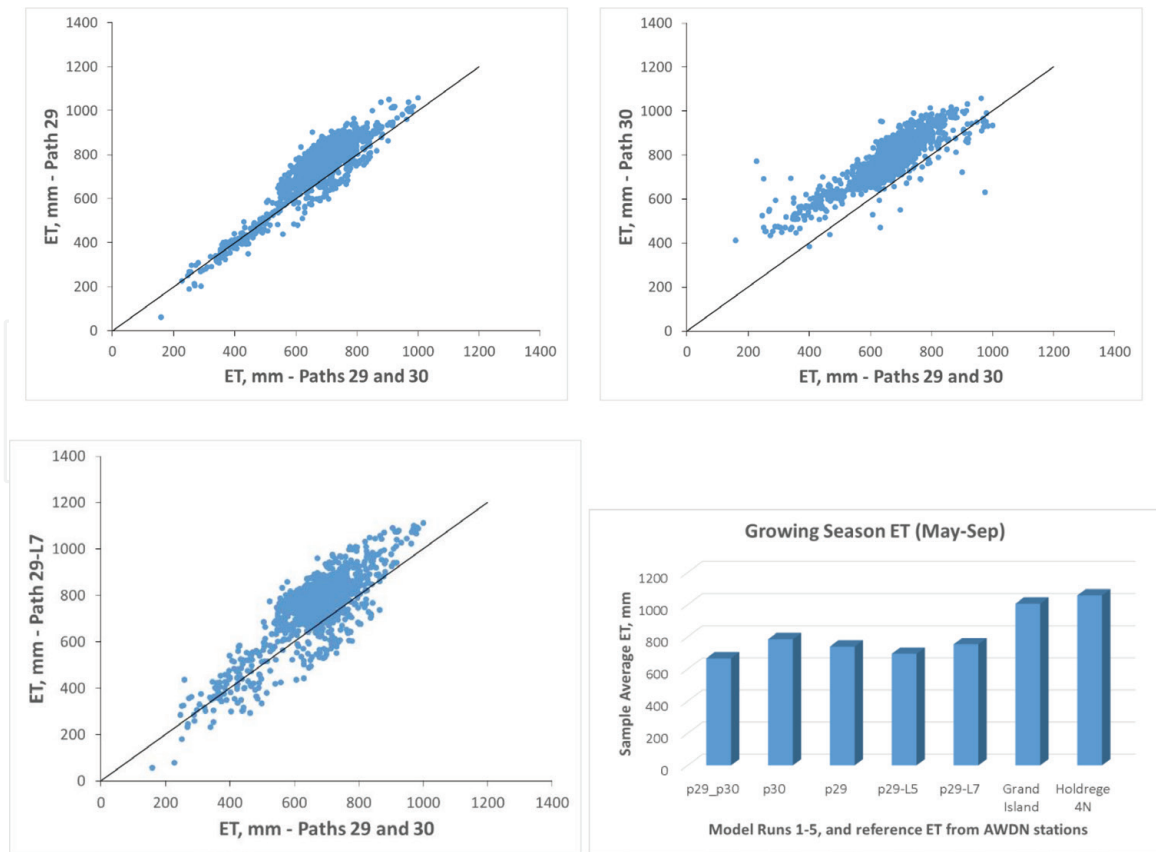 1400
1200
1000
800
600
400
200
0
ET, mm - Path 29
0 200 400 600 800 1000 1200 1400
ET, mm - Paths 29 and 30
1400
1200
1000
800
600
400
200
0
ET, mm - Path 30
0 200 400 600 800 1000 1200 1400
ET, mm - Paths 29 and 30
1400
1200
1000
800
600
400
200
0
ET, mm - Path 29-L7
0 200 400 600 800 1000 1200 1400
ET, mm - Paths 29 and 30
Growing Season ET (May-Sep)
1200
1000
800
600
400
200
0
Sample Average ET, mm
p29_p30 p30 p29 p29-L5 p29-L7 Grand Holdrege
Island 4N
Model Runs 1-5, and reference ET from AWDN stations